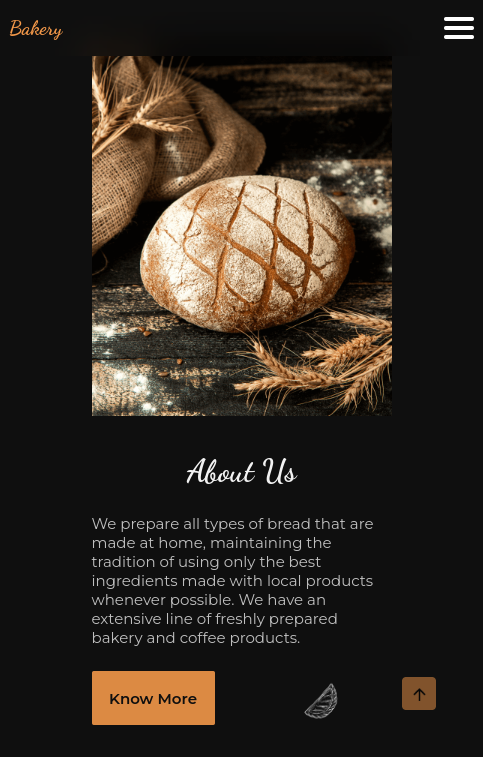 Bakery
About Us
We prepare all types of bread that are
made at home, maintaining the
tradition of using only the best
ingredients made with local products
whenever possible. We have an
extensive line of freshly prepared
bakery and coffee products.
Know More